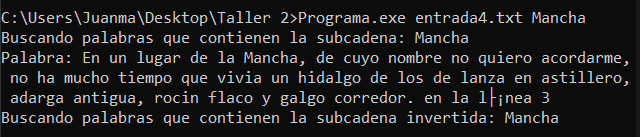 C:\Users\Juanma\Desktop\Taller 2>Programa.exe entrada4.txt Mancha
Buscando palabras que contienen la subcadena: Mancha
Palabra: En un lugar de la Mancha, de cuyo nombre no quiero acordarme,
no ha mucho tiempo que vivia un hidalgo de los de lanza en astillero,
adarga antigua, rocin flaco y galgo corredor. en la l├¡nea 3
Buscando palabras que contienen la subcadena invertida: Mancha